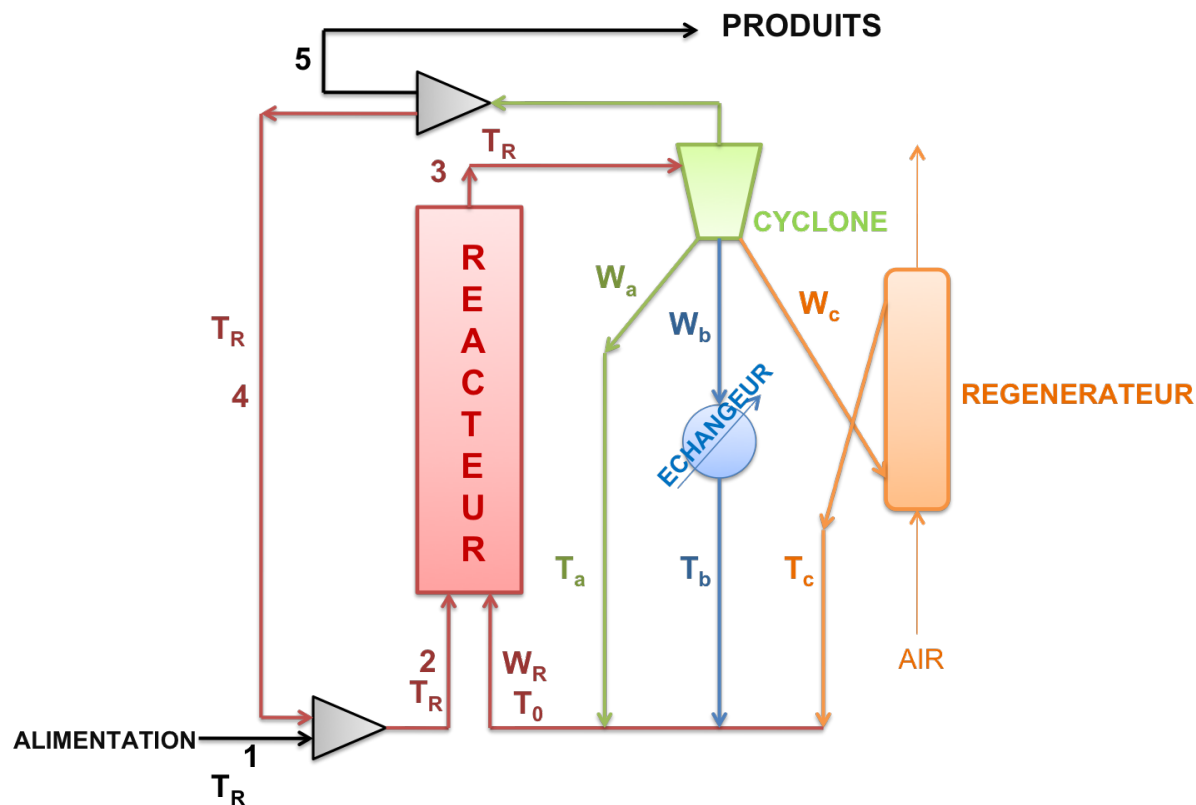 PRODUITS
5
T_R
3
CYCLONE
REACTEUR
W_a
W_b
W_c
T_R
4
ECHANGEUR
REGENERATEUR
T_a
T_b
T_c
AIR
2
T_R
W_R
T_0
ALIMENTATION
1
T_R